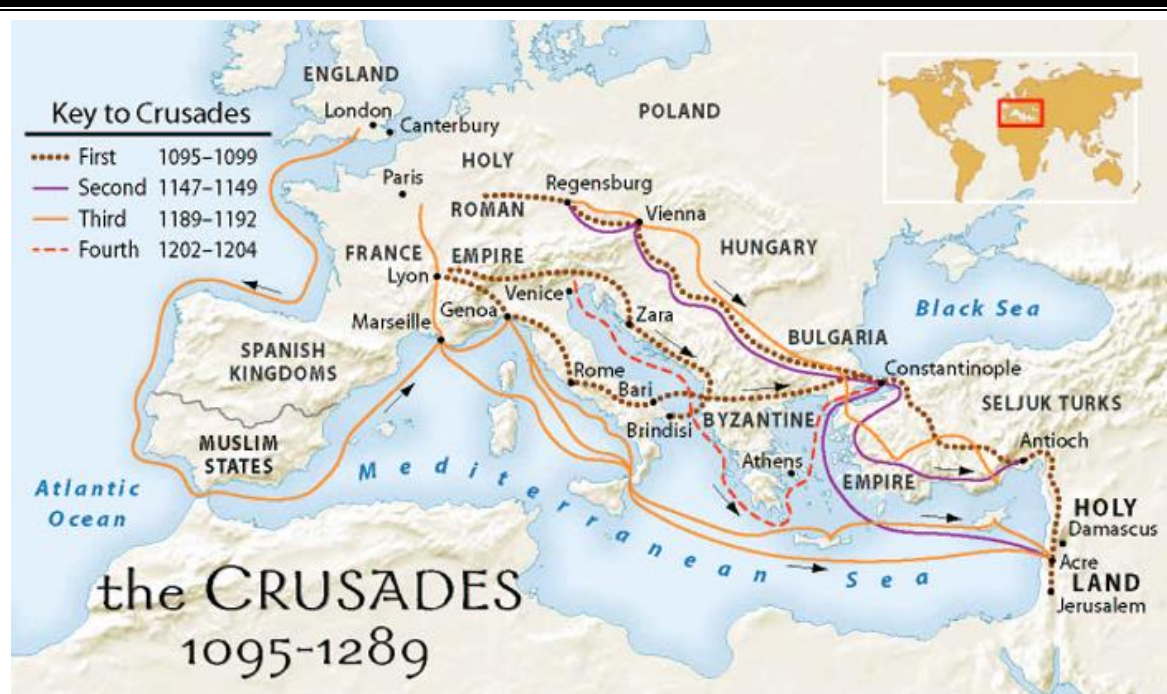 ENGLAND
London
Canterbury
POLAND
Key to Crusades
First 1095–1099
Second 1147–1149
Third 1189–1192
Fourth 1202–1204
HOLY
Paris
Regensburg
ROMAN
Vienna
HUNGARY
FRANCE
EMPIRE
Lyon
Venice
Genoa
Marseille
Zara
Black Sea
BULGARIA
SPANISH
KINGDOMS
Rome
Bari
Brindisi
Constantinople
BYZANTINE
SELJUK TURKS
MUSLIM
STATES
Antioch
Athens
EMPIRE
Mediterranean Sea
Atlantic
Ocean
HOLY
Damascus
Acre
LAND
Jerusalem
the CRUSADES
1095-1289